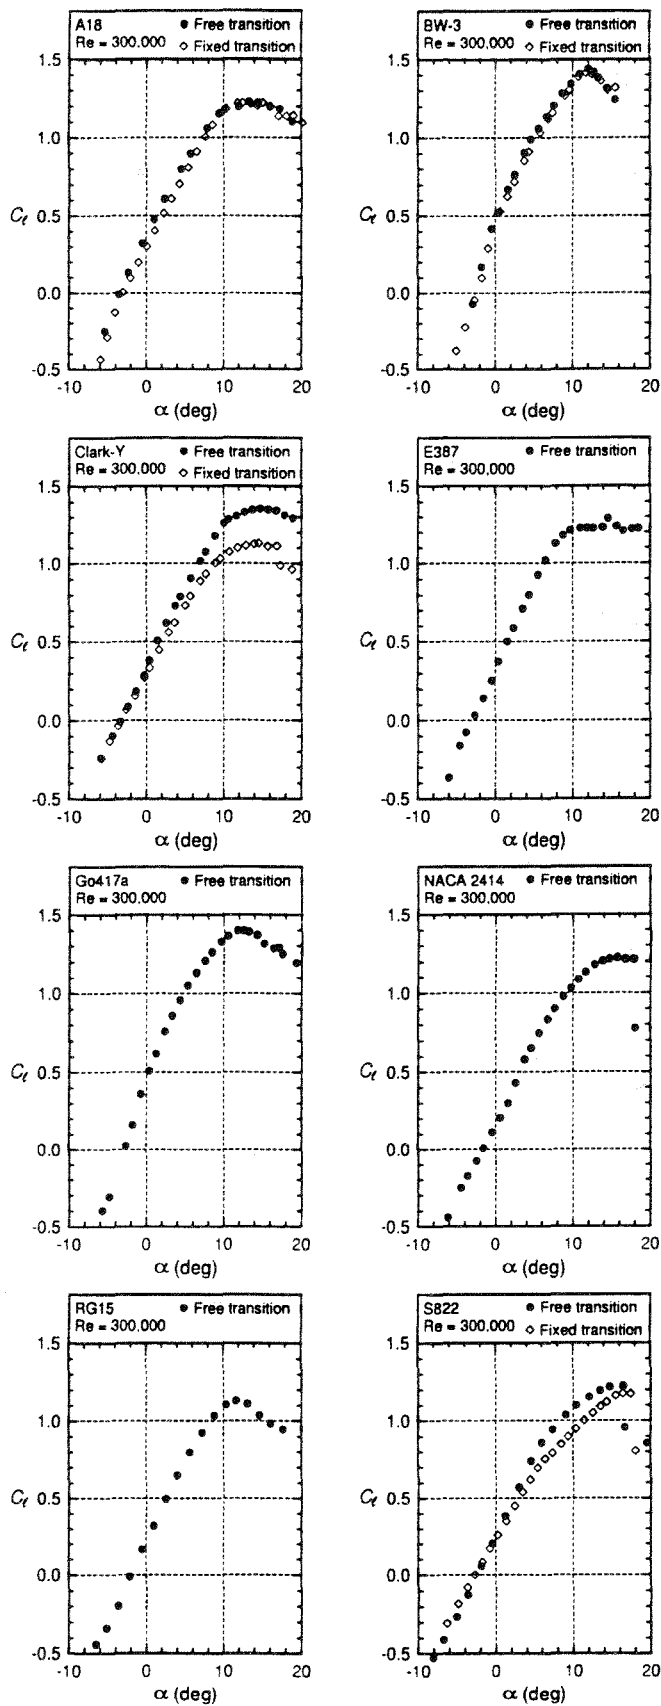 A18 ● Free transition
Re = 300,000 ◇ Fixed transition
1.5
1.0
Cℓ 0.5
0.0
-0.5
-10 0 10 20
α (deg)
BW-3 ● Free transition
Re = 300,000 ◇ Fixed transition
1.5
1.0
Cℓ 0.5
0.0
-0.5
-10 0 10 20
α (deg)
Clark-Y ● Free transition
Re = 300,000 ◇ Fixed transition
1.5
1.0
Cℓ 0.5
0.0
-0.5
-10 0 10 20
α (deg)
E387 ● Free transition
Re = 300,000
1.5
1.0
Cℓ 0.5
0.0
-0.5
-10 0 10 20
α (deg)
Go417a ● Free transition
Re = 300,000
1.5
1.0
Cℓ 0.5
0.0
-0.5
-10 0 10 20
α (deg)
NACA 2414 ● Free transition
Re = 300,000
1.5
1.0
Cℓ 0.5
0.0
-0.5
-10 0 10 20
α (deg)
RG15 ● Free transition
Re = 300,000
1.5
1.0
Cℓ 0.5
0.0
-0.5
-10 0 10 20
α (deg)
S822 ● Free transition
Re = 300,000 ◇ Fixed transition
1.5
1.0
Cℓ 0.5
0.0
-0.5
-10 0 10 20
α (deg)